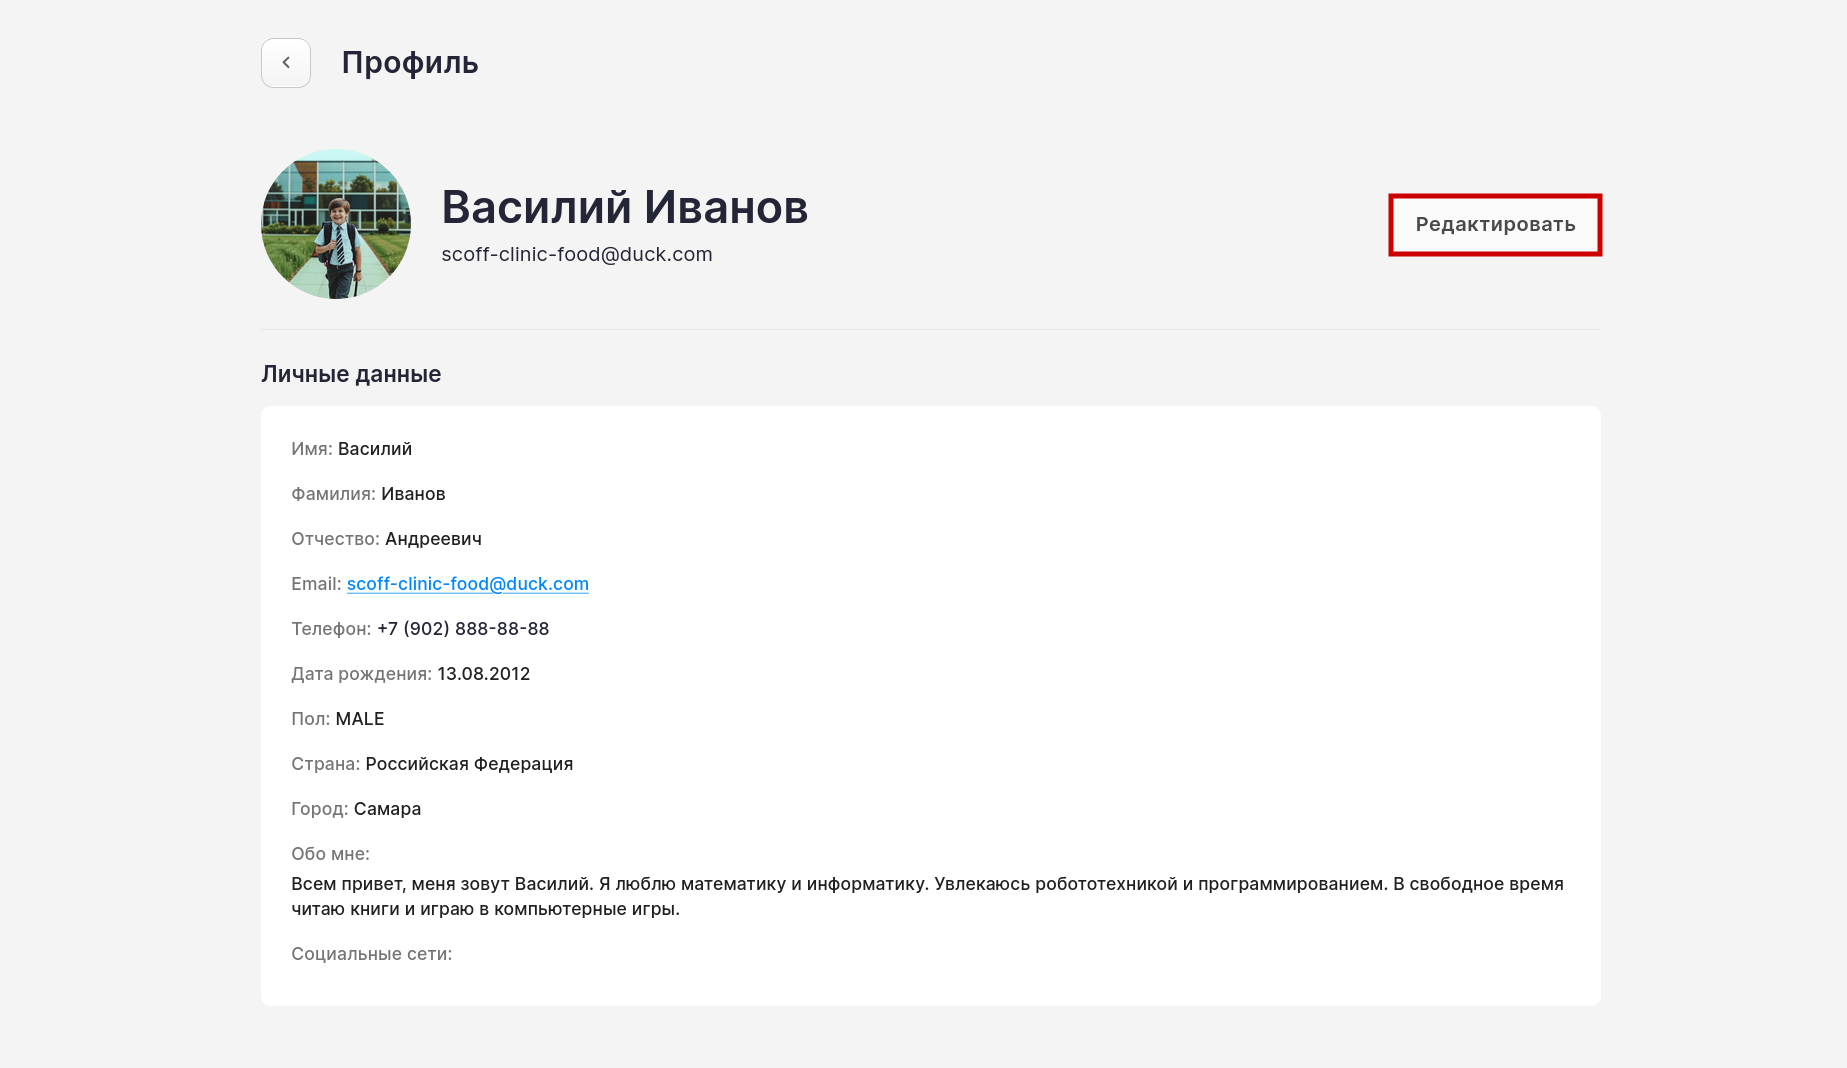 Профиль
Василий Иванов
scoff-clinic-food@duck.com
Редактировать
Личные данные
Имя: Василий
Фамилия: Иванов
Отчество: Андреевич
Email: scoff-clinic-food@duck.com
Телефон: +7 (902) 888-88-88
Дата рождения: 13.08.2012
Пол: MALE
Страна: Российская Федерация
Город: Самара
Обо мне:
Всем привет, меня зовут Василий. Я люблю математику и информатику. Увлекаюсь робототехникой и программированием. В свободное время
читаю книги и играю в компьютерные игры.
Социальные сети: